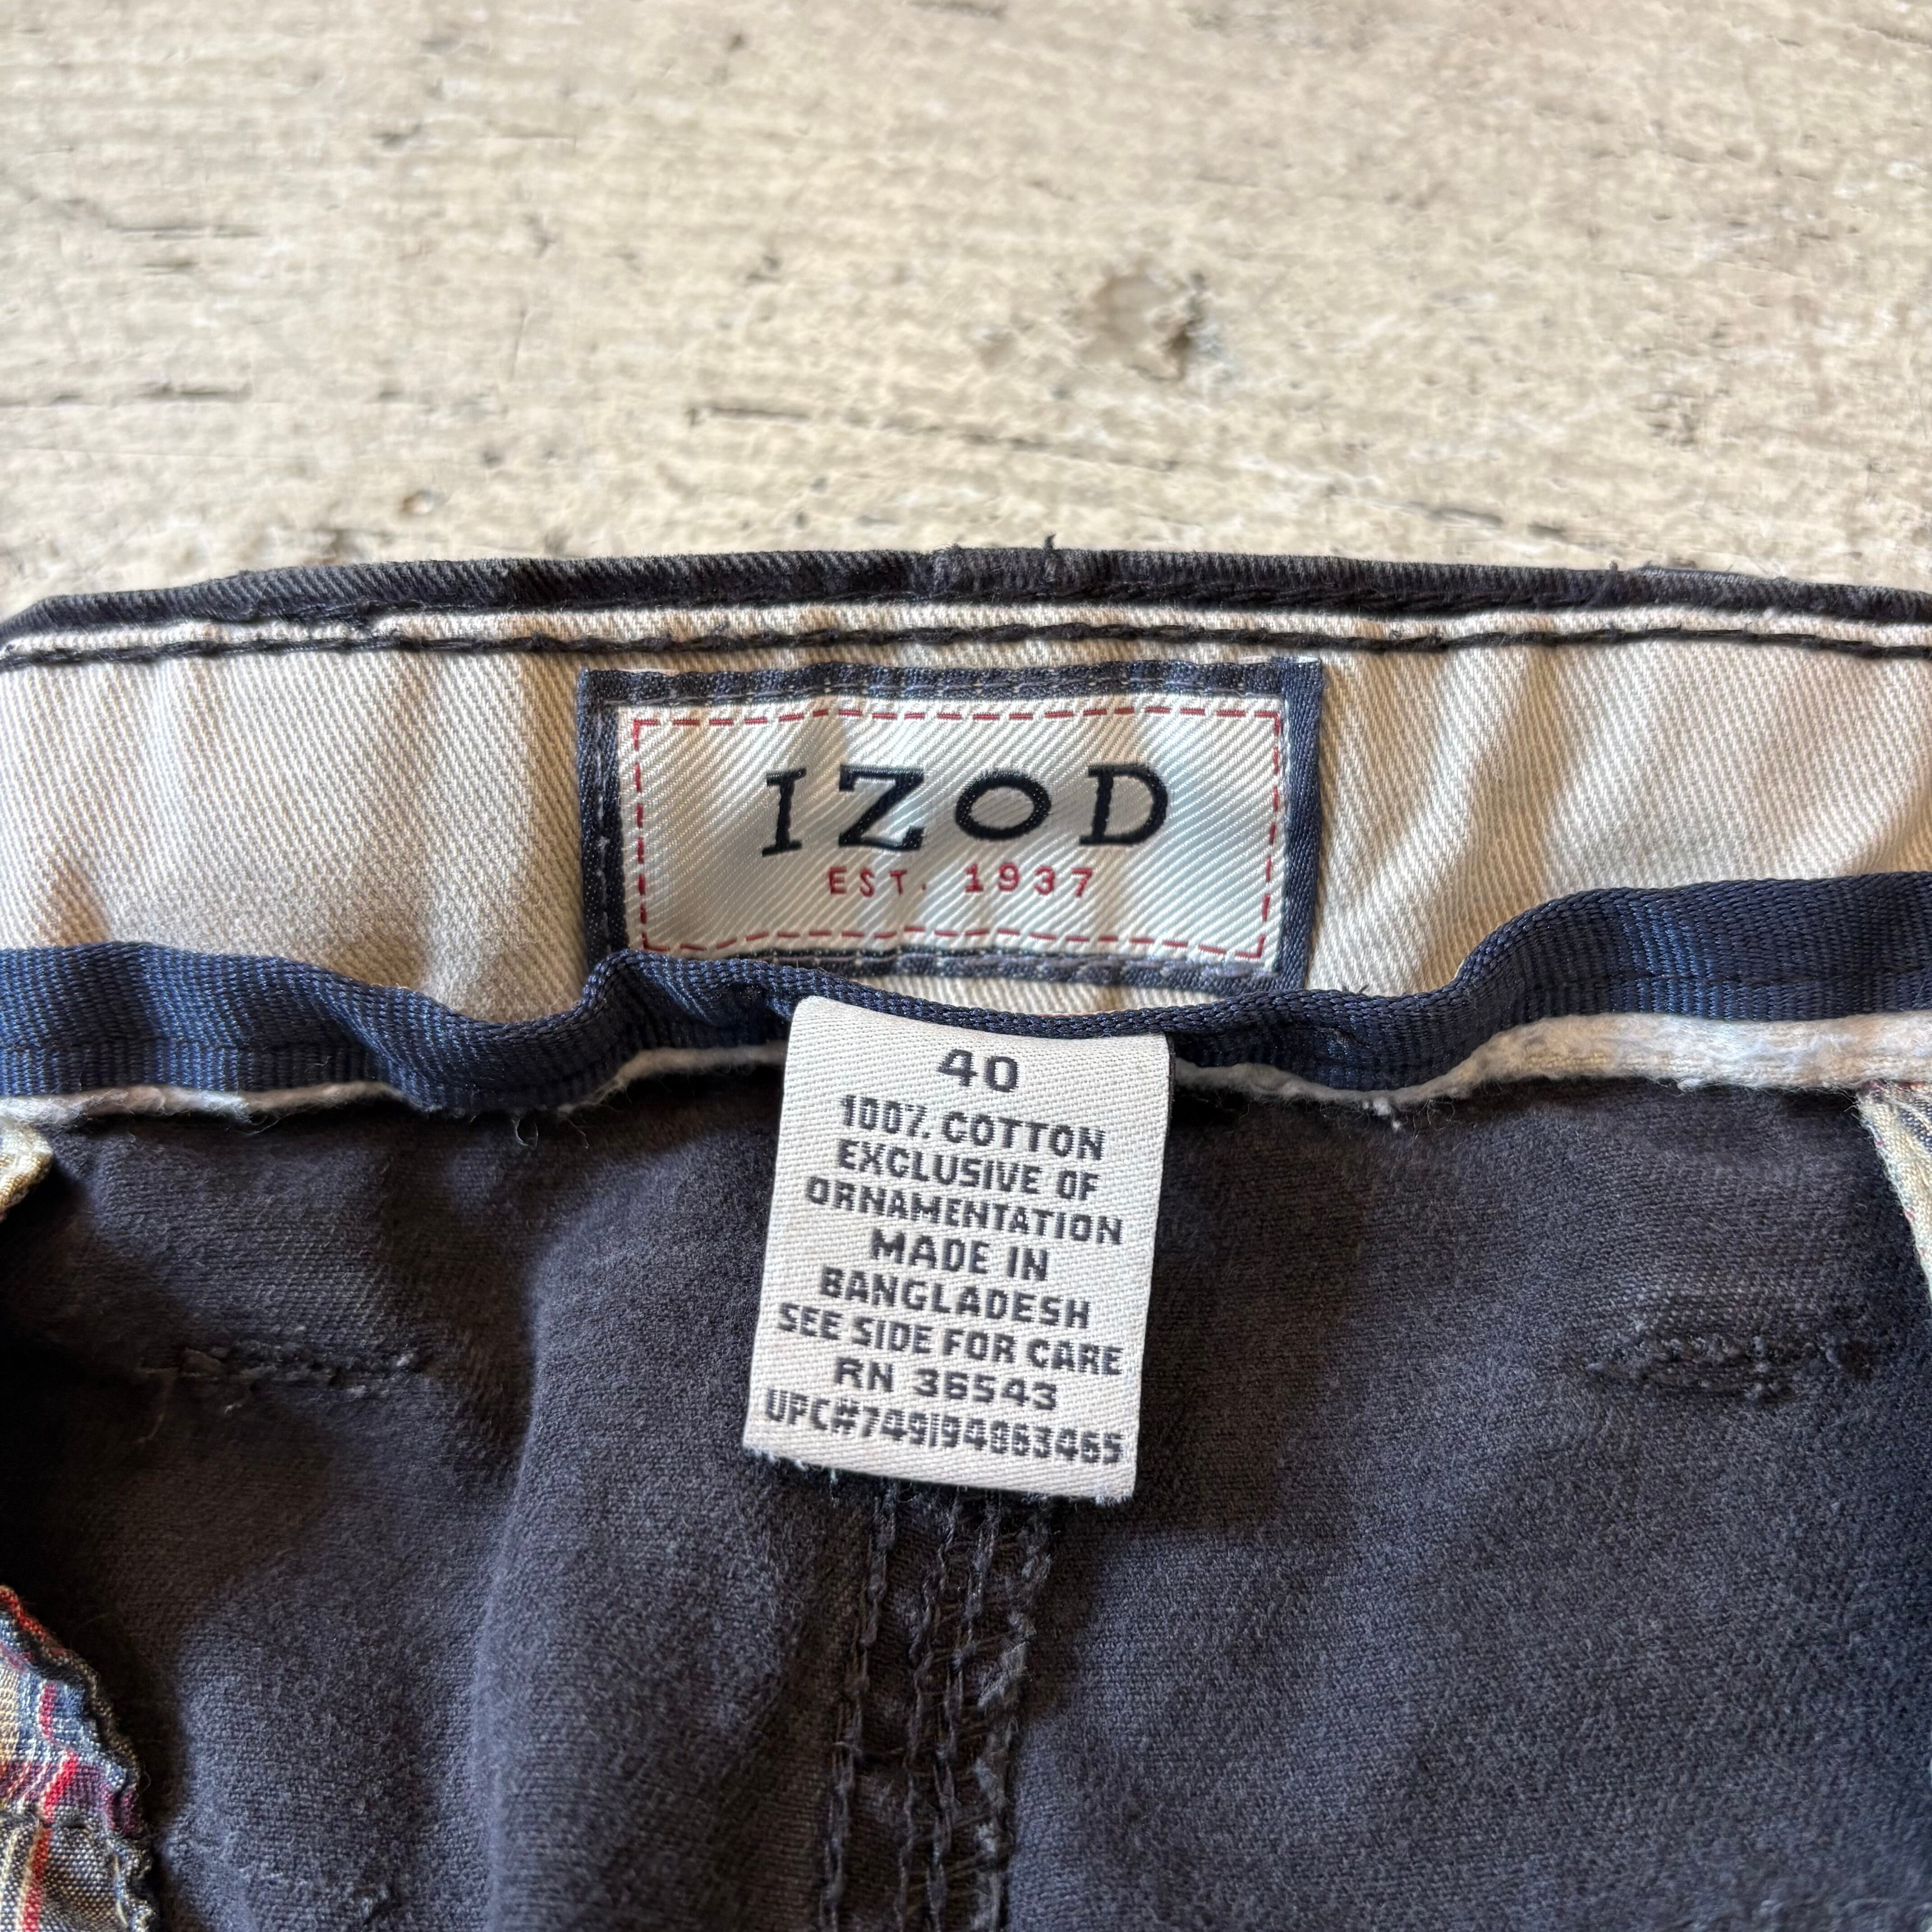 IZOD
EST. 1937
40
100% COTTON
EXCLUSIVE OF
ORNAMENTATION
MADE IN
BANGLADESH
SEE SIDE FOR CARE
RN 36543
UPC#749194863465